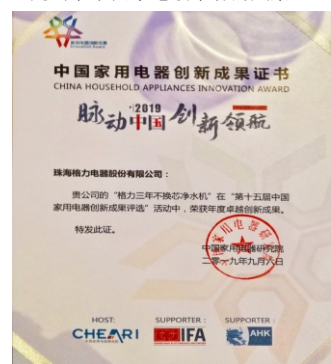 中国家用电器创新成果证书
CHINA HOUSEHOLD APPLIANCES INNOVATION AWARD
脉动中国·2019 创新领航
珠海格力电器股份有限公司：
贵公司的“格力三年不换芯净水机”在“第十五届中国
家用电器创新成果评选”活动中，荣获年度卓越创新成果。
特发此证。
中国家用电器研究院
二零一九年九月六日
HOST: SUPPORTER: SUPPORTER:
CHEARI IFA AHK